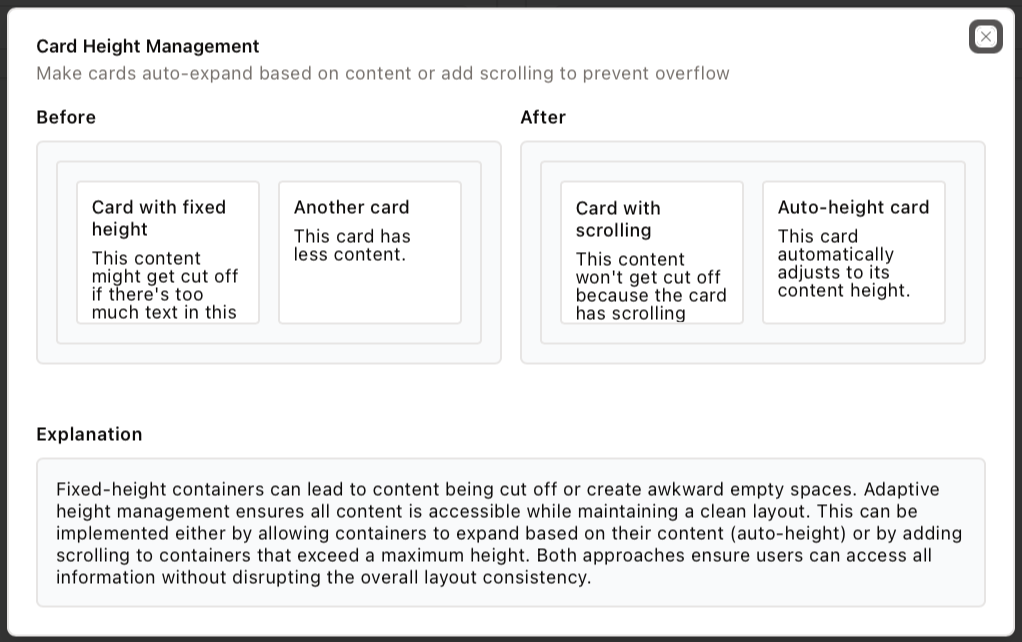 Card Height Management
Make cards auto-expand based on content or add scrolling to prevent overflow
Before
Card with fixed
height
This content
might get cut off
if there's too
much text in this
Another card
This card has
less content.
After
Card with
scrolling
This content
won't get cut off
because the card
has scrolling
Auto-height card
This card
automatically
adjusts to its
content height.
Explanation
Fixed-height containers can lead to content being cut off or create awkward empty spaces. Adaptive
height management ensures all content is accessible while maintaining a clean layout. This can be
implemented either by allowing containers to expand based on their content (auto-height) or by adding
scrolling to containers that exceed a maximum height. Both approaches ensure users can access all
information without disrupting the overall layout consistency.